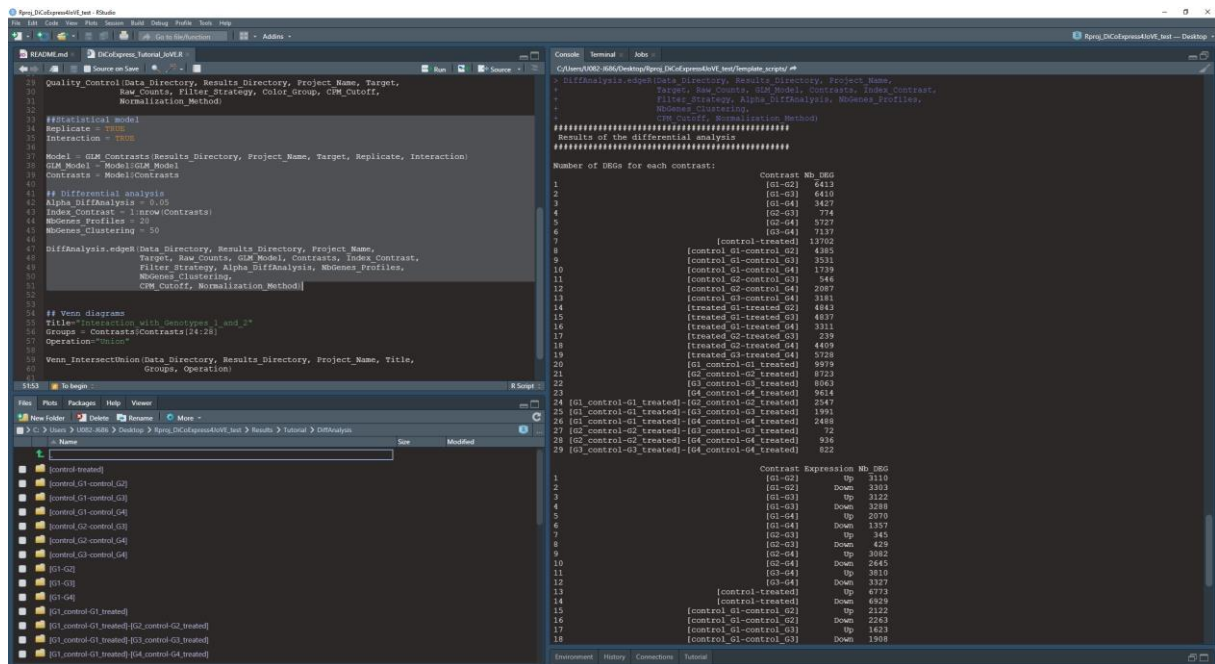 Rproj_DiCoExpress4JoVE_test - RStudio
File Edit Code View Plots Session Build Debug Profile Tools Help
Go to file/function
Addins
Rproj_DiCoExpress4JoVE_test — Desktop
README.md
DiCoExpress_Tutorial_JoVE.R
Source on Save
Run
Source
29 Quality_Control(Data_Directory, Results_Directory, Project_Name, Target,
30 Raw_Counts, Filter_Strategy, Color_Group, CPM_Cutoff,
31 Normalization_Method)
32
33 ##Statistical model
34 Replicate = TRUE
35 Interaction = TRUE
36
37 Model = GLM_Contrasts(Results_Directory, Project_Name, Target, Replicate, Interaction)
38 GLM_Model = Model$GLM_Model
39 Contrasts = Model$Contrasts
40
41 ## Differential analysis
42 Alpha_DiffAnalysis = 0.05
43 Index_Contrast = 1:nrow(Contrasts)
44 NbGenes_Profiles = 20
45 NbGenes_Clustering = 50
46
47 DiffAnalysis.edgeR(Data_Directory, Results_Directory, Project_Name,
48 Target, Raw_Counts, GLM_Model, Contrasts, Index_Contrast,
49 Filter_Strategy, Alpha_DiffAnalysis, NbGenes_Profiles,
50 NbGenes_Clustering,
51 CPM_Cutoff, Normalization_Method)
52
53
54 ## Venn diagrams
55 Title="Interaction_with_Genotypes_1_and_2"
56 Groups = Contrasts$Contrasts[24:28]
57 Operation="Union"
58
59 Venn_IntersectUnion(Data_Directory, Results_Directory, Project_Name, Title,
60 Groups, Operation)
61
51:53 To begin :
R Script
Files Plots Packages Help Viewer
New Folder Delete Rename More
C: > Users > U082-J686 > Desktop > Rproj_DiCoExpress4JoVE_test > Results > Tutorial > DiffAnalysis
Name Size Modified
..
[control-treated]
[control_G1-control_G2]
[control_G1-control_G3]
[control_G1-control_G4]
[control_G2-control_G3]
[control_G2-control_G4]
[control_G3-control_G4]
[G1-G2]
[G1-G3]
[G1-G4]
[G1_control-G1_treated]
[G1_control-G1_treated]-[G2_control-G2_treated]
[G1_control-G1_treated]-[G3_control-G3_treated]
[G1_control-G1_treated]-[G4_control-G4_treated]
Console Terminal Jobs
C:/Users/U082-J686/Desktop/Rproj_DiCoExpress4JoVE_test/Template_scripts/
> DiffAnalysis.edgeR(Data_Directory, Results_Directory, Project_Name,
+ Target, Raw_Counts, GLM_Model, Contrasts, Index_Contrast,
+ Filter_Strategy, Alpha_DiffAnalysis, NbGenes_Profiles,
+ NbGenes_Clustering,
+ CPM_Cutoff, Normalization_Method)
################################################
Results of the differential analysis
################################################
Number of DEGs for each contrast:
Contrast Nb_DEG
1 [G1-G2] 6413
2 [G1-G3] 6410
3 [G1-G4] 3427
4 [G2-G3] 774
5 [G2-G4] 5727
6 [G3-G4] 7137
7 [control-treated] 13702
8 [control_G1-control_G2] 4385
9 [control_G1-control_G3] 3531
10 [control_G1-control_G4] 1739
11 [control_G2-control_G3] 546
12 [control_G2-control_G4] 2087
13 [control_G3-control_G4] 3181
14 [treated_G1-treated_G2] 4843
15 [treated_G1-treated_G3] 4837
16 [treated_G1-treated_G4] 3311
17 [treated_G2-treated_G3] 239
18 [treated_G2-treated_G4] 4409
19 [treated_G3-treated_G4] 5728
20 [G1_control-G1_treated] 9979
21 [G2_control-G2_treated] 8723
22 [G3_control-G3_treated] 8063
23 [G4_control-G4_treated] 9614
24 [G1_control-G1_treated]-[G2_control-G2_treated] 2547
25 [G1_control-G1_treated]-[G3_control-G3_treated] 1991
26 [G1_control-G1_treated]-[G4_control-G4_treated] 2488
27 [G2_control-G2_treated]-[G3_control-G3_treated] 72
28 [G2_control-G2_treated]-[G4_control-G4_treated] 936
29 [G3_control-G3_treated]-[G4_control-G4_treated] 822
Contrast Expression Nb_DEG
1 [G1-G2] Up 3110
2 [G1-G2] Down 3303
3 [G1-G3] Up 3122
4 [G1-G3] Down 3288
5 [G1-G4] Up 2070
6 [G1-G4] Down 1357
7 [G2-G3] Up 345
8 [G2-G3] Down 429
9 [G2-G4] Up 3082
10 [G2-G4] Down 2645
11 [G3-G4] Up 3810
12 [G3-G4] Down 3327
13 [control-treated] Up 6773
14 [control-treated] Down 6929
15 [control_G1-control_G2] Up 2122
16 [control_G1-control_G2] Down 2263
17 [control_G1-control_G3] Up 1623
18 [control_G1-control_G3] Down 1908
Environment History Connections Tutorial